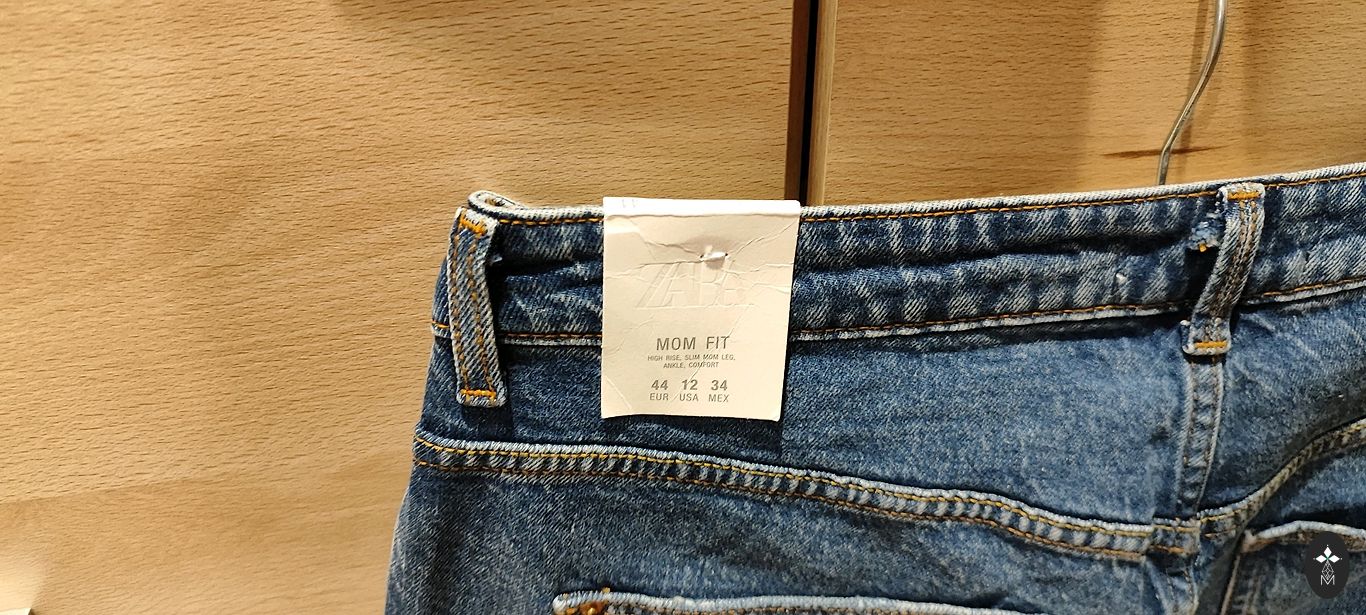 ZARA
MOM FIT
HIGH RISE, SLIM MOM LEG,
ANKLE, COMFORT
44 12 34
EUR USA MEX
M